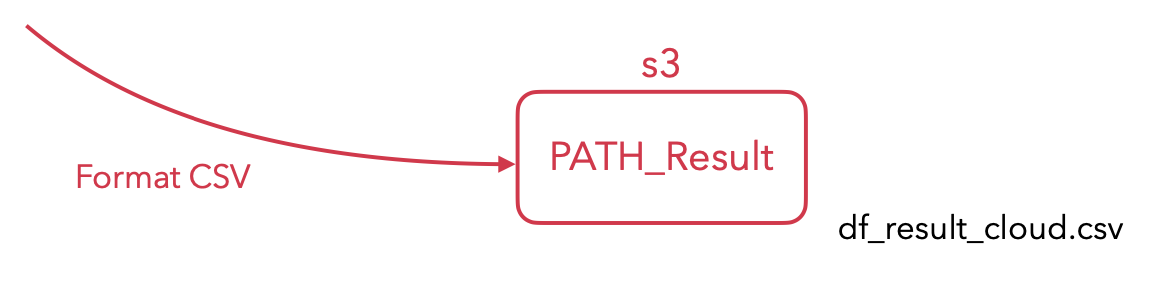 s3
PATH_Result
Format CSV
df_result_cloud.csv